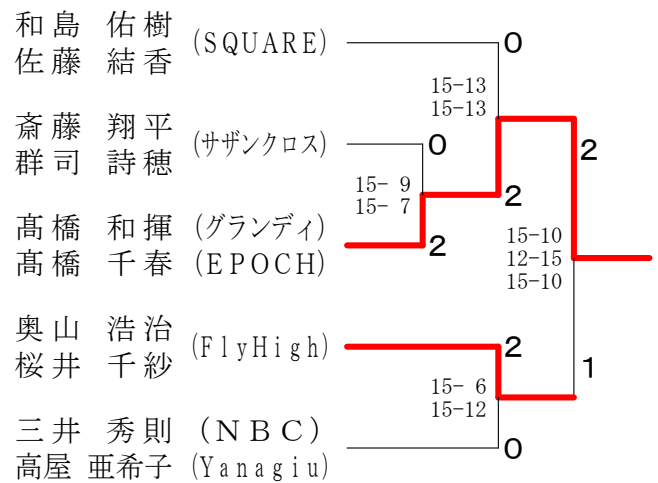 和島 佑樹 (SQUARE)
佐藤 結香
0
15-13
15-13
斎藤 翔平 (サザンクロス)
群司 詩穂
0
2
15- 9
15- 7
2
髙橋 和揮 (グランディ)
髙橋 千春 (EPOCH)
2
15-10
12-15
15-10
奥山 浩治 (FlyHigh)
桜井 千紗
2
1
15- 6
15-12
三井 秀則 (NBC)
高屋 亜希子 (Yanagiu)
0